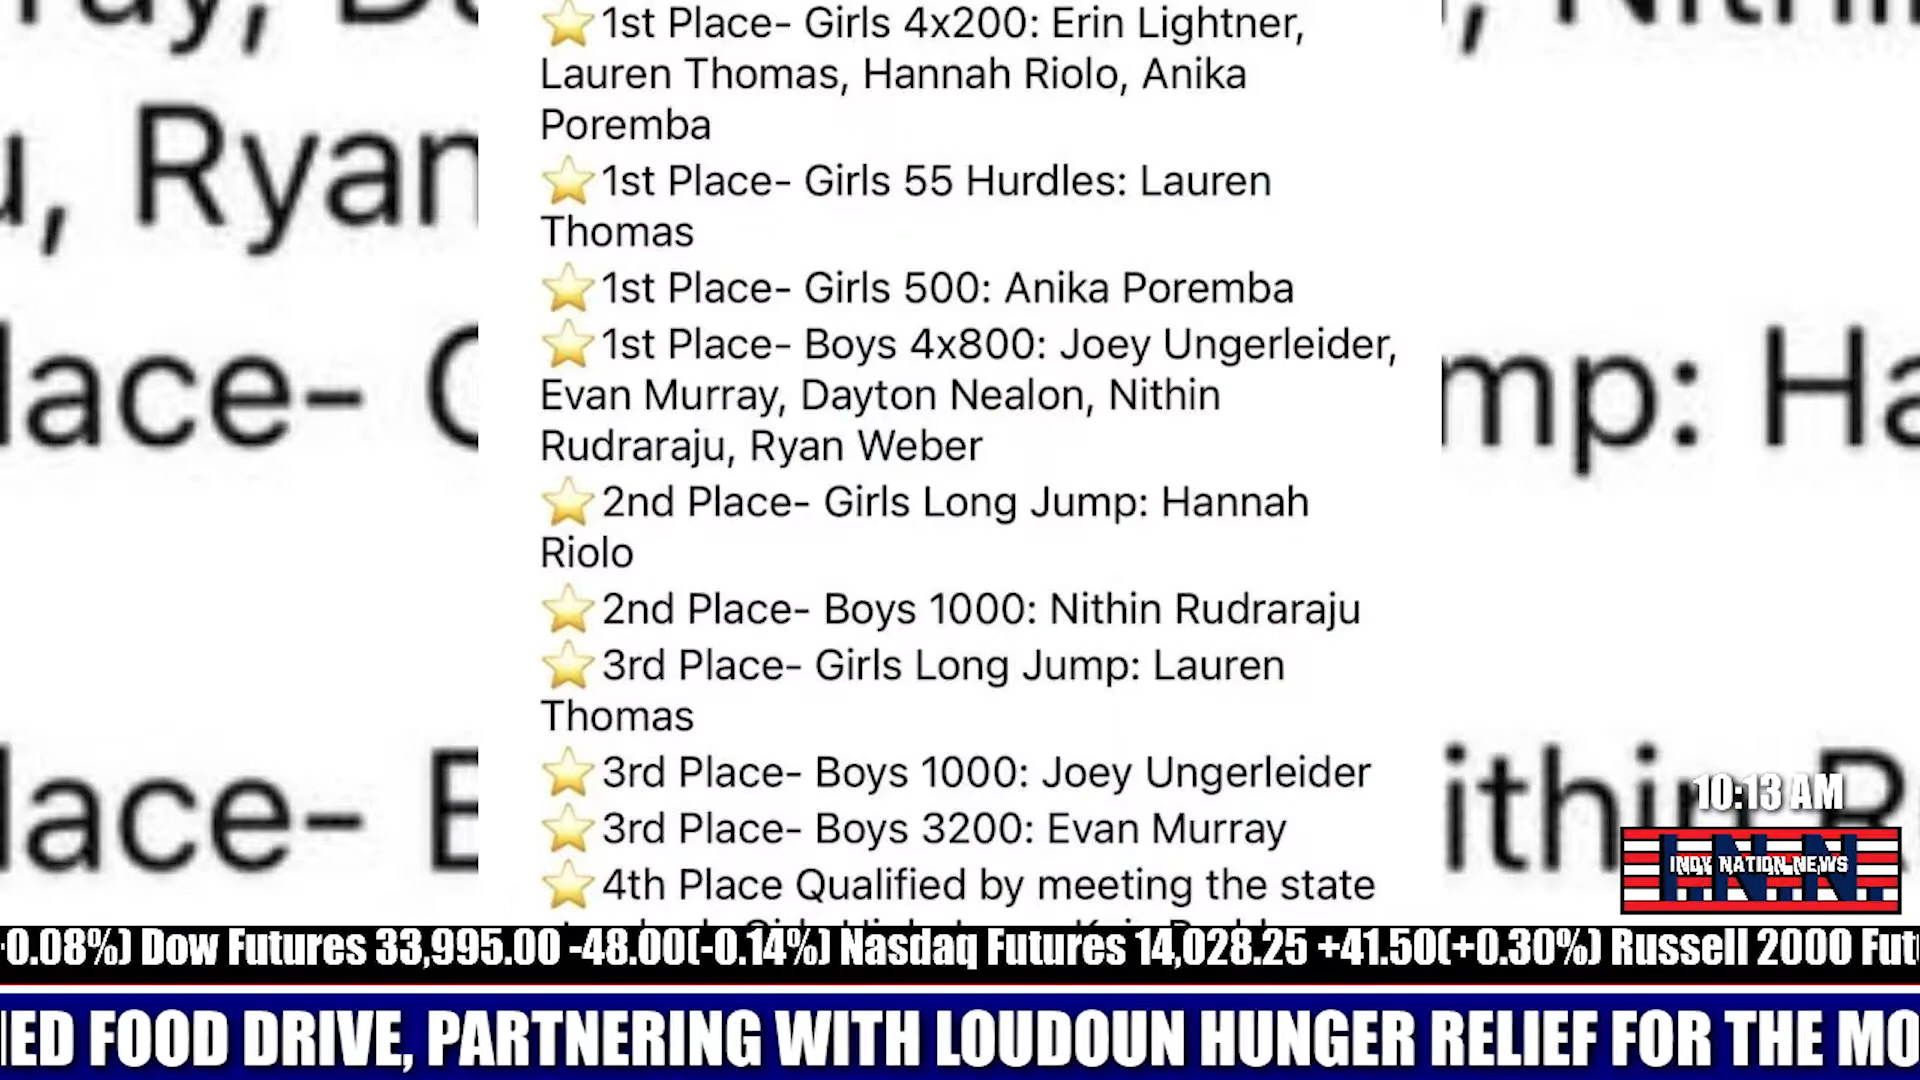 ⭐1st Place- Girls 4x200: Erin Lightner,
Lauren Thomas, Hannah Riolo, Anika
Poremba
⭐1st Place- Girls 55 Hurdles: Lauren
Thomas
⭐1st Place- Girls 500: Anika Poremba
⭐1st Place- Boys 4x800: Joey Ungerleider,
Evan Murray, Dayton Nealon, Nithin
Rudraraju, Ryan Weber
⭐2nd Place- Girls Long Jump: Hannah
Riolo
⭐2nd Place- Boys 1000: Nithin Rudraraju
⭐3rd Place- Girls Long Jump: Lauren
Thomas
⭐3rd Place- Boys 1000: Joey Ungerleider
⭐3rd Place- Boys 3200: Evan Murray
⭐4th Place Qualified by meeting the state
u, Ryan
lace-
mp: Ha
lace-
ithin R
10:13 AM
I.N.N.
INDY NATION NEWS
0.08%) Dow Futures 33,995.00 -48.00(-0.14%) Nasdaq Futures 14,028.25 +41.50(+0.30%) Russell 2000 Fut
IED FOOD DRIVE, PARTNERING WITH LOUDOUN HUNGER RELIEF FOR THE MO